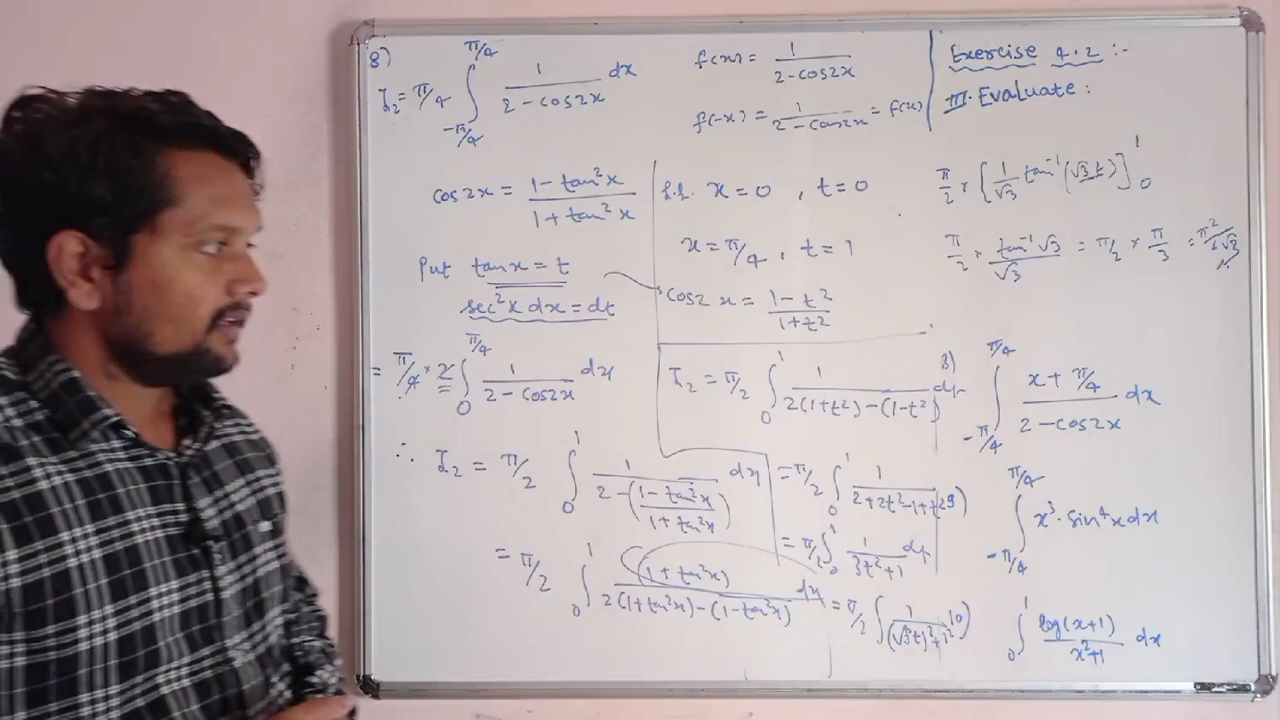 8)
I₂ = π/4 ∫_{-π/4}^{π/4} 1/(2-cos2x) dx
f(x) = 1/(2-cos2x)
f(-x) = 1/(2-cos2x) = f(x)
cos2x = (1-tan²x)/(1+tan²x)
Put tanx = t
sec²x dx = dt
= π/4 × 2 ∫_0^{π/4} 1/(2-cos2x) dx
∴ I₂ = π/2 ∫_0^1 1/(2-((1-tan²x)/(1+tan²x))) dx
= π/2 ∫_0^1 (1+tan²x)/(2(1+tan²x)-(1-tan²x)) dx
x = 0 , t = 0
x = π/4 , t = 1
cos2x = (1-t²)/(1+t²)
I₂ = π/2 ∫_0^1 1/(2(1+t²)-(1-t²)) dt
= π/2 ∫_0^1 1/(2+2t²-1+t²)
= π/2 ∫_0^1 1/(3t²+1) dt
= π/2 ∫ 1/((√3t)²+1²)
Exercise 4.2 :-
III. Evaluate :
π/2 × [1/√3 tan⁻¹(√3 t)]_0^1
π/2 × tan⁻¹√3/√3 = π/2 × π/3 = π²/6√3
8) ∫_{-π/4}^{π/4} (x+π/4)/(2-cos2x) dx
9) ∫_{-π/4}^{π/4} x³·sin⁴x dx
10) ∫_0^1 log(x+1)/(x²+1) dx